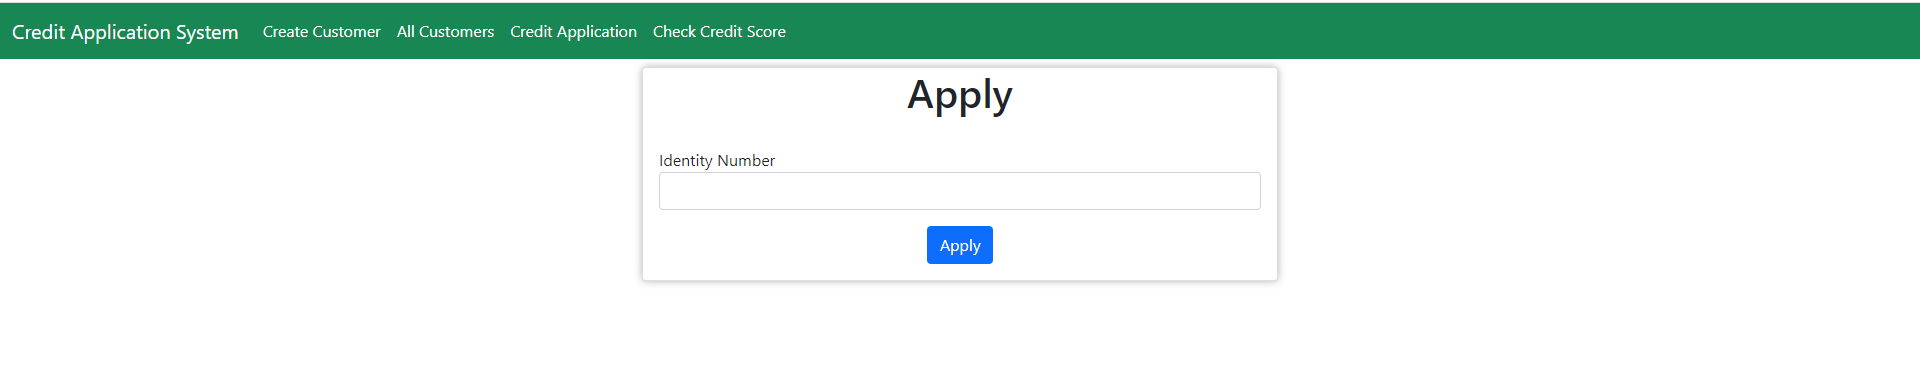 Credit Application System Create Customer All Customers Credit Application Check Credit Score
Apply
Identity Number
Apply